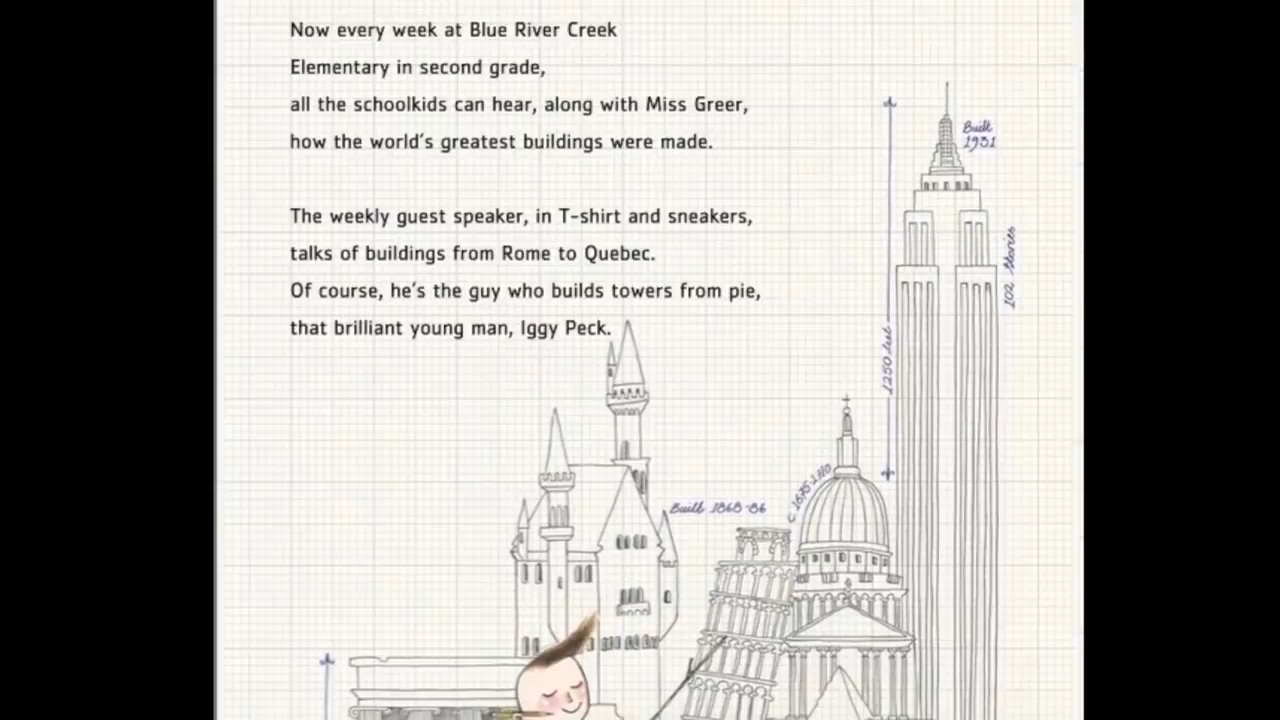 Now every week at Blue River Creek
Elementary in second grade,
all the schoolkids can hear, along with Miss Greer,
how the world's greatest buildings were made.
The weekly guest speaker, in T-shirt and sneakers,
talks of buildings from Rome to Quebec.
Of course, he's the guy who builds towers from pie,
that brilliant young man, Iggy Peck.
Built
1931
102 Stories
1250 feet
c. 1675-1710
Built 1868-86